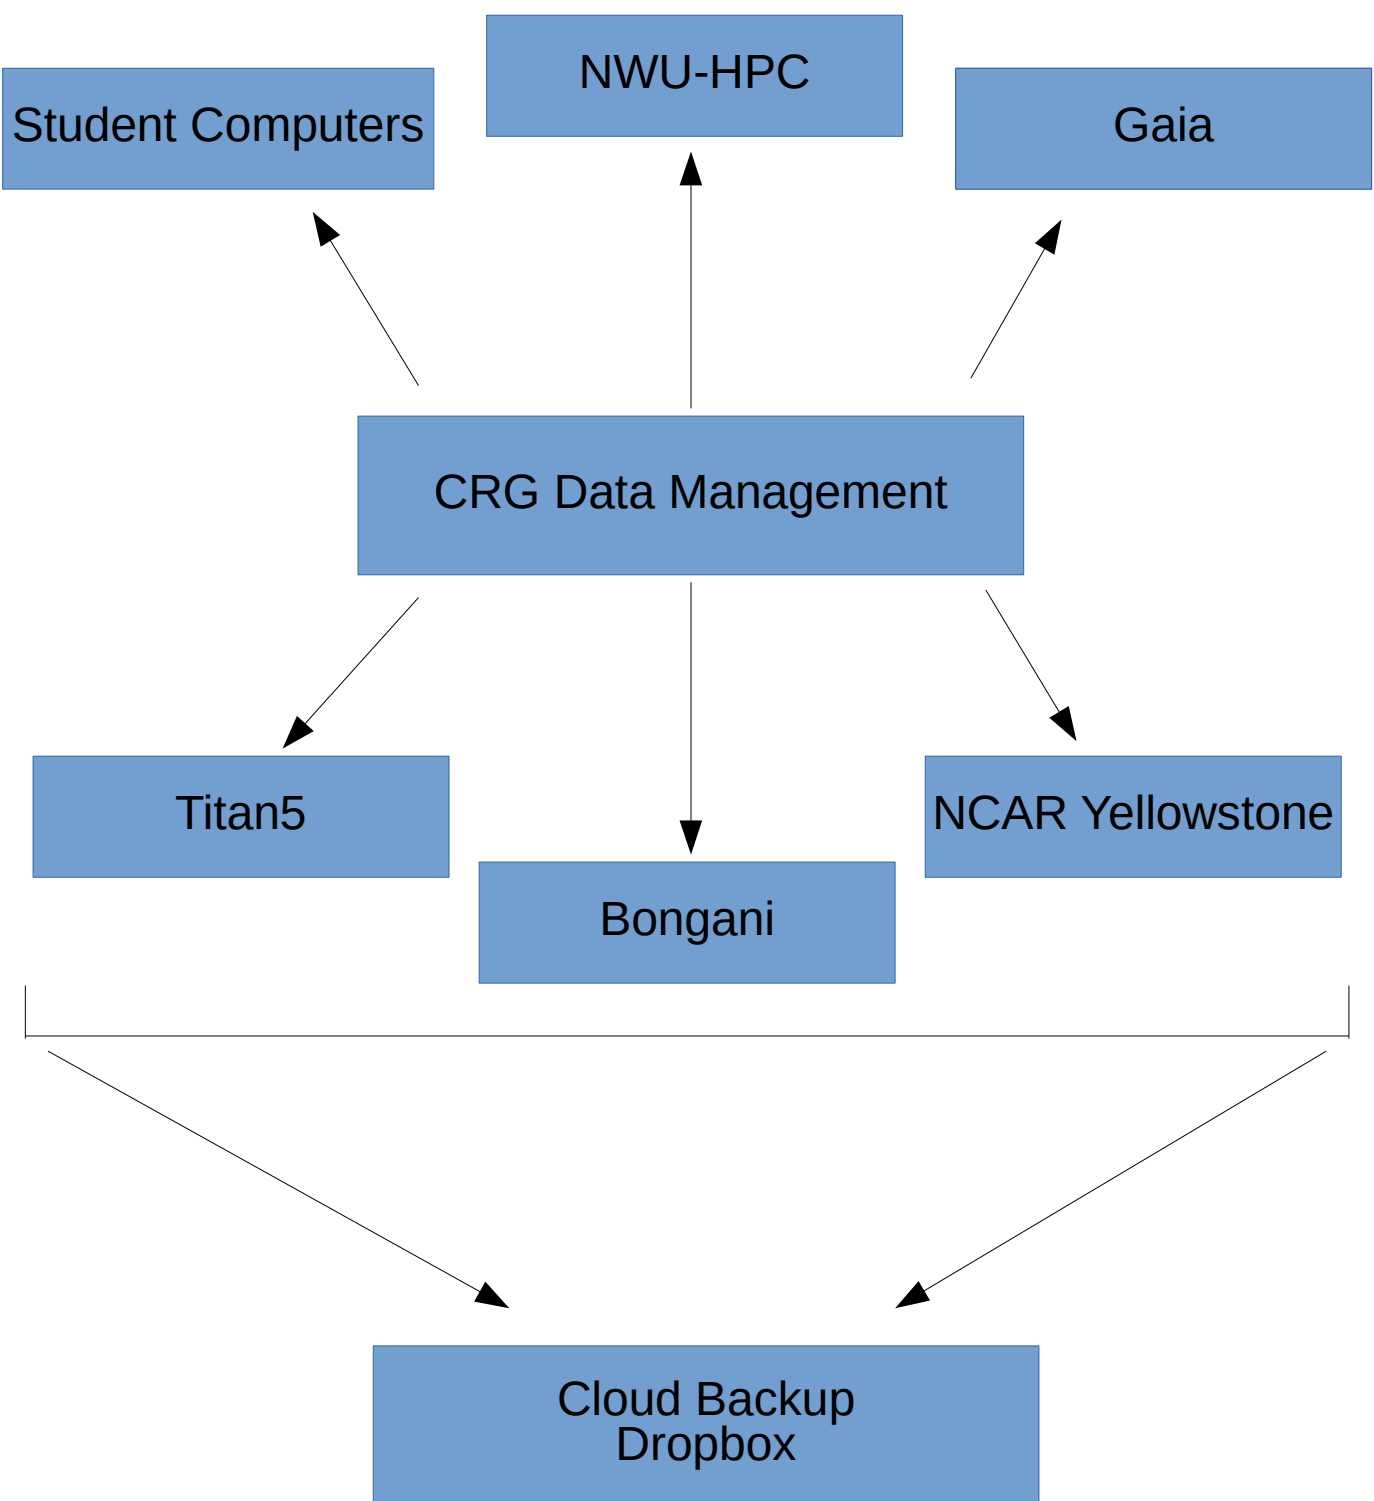 NWU-HPC
Student Computers
Gaia
CRG Data Management
Titan5
NCAR Yellowstone
Bongani
Cloud Backup
Dropbox